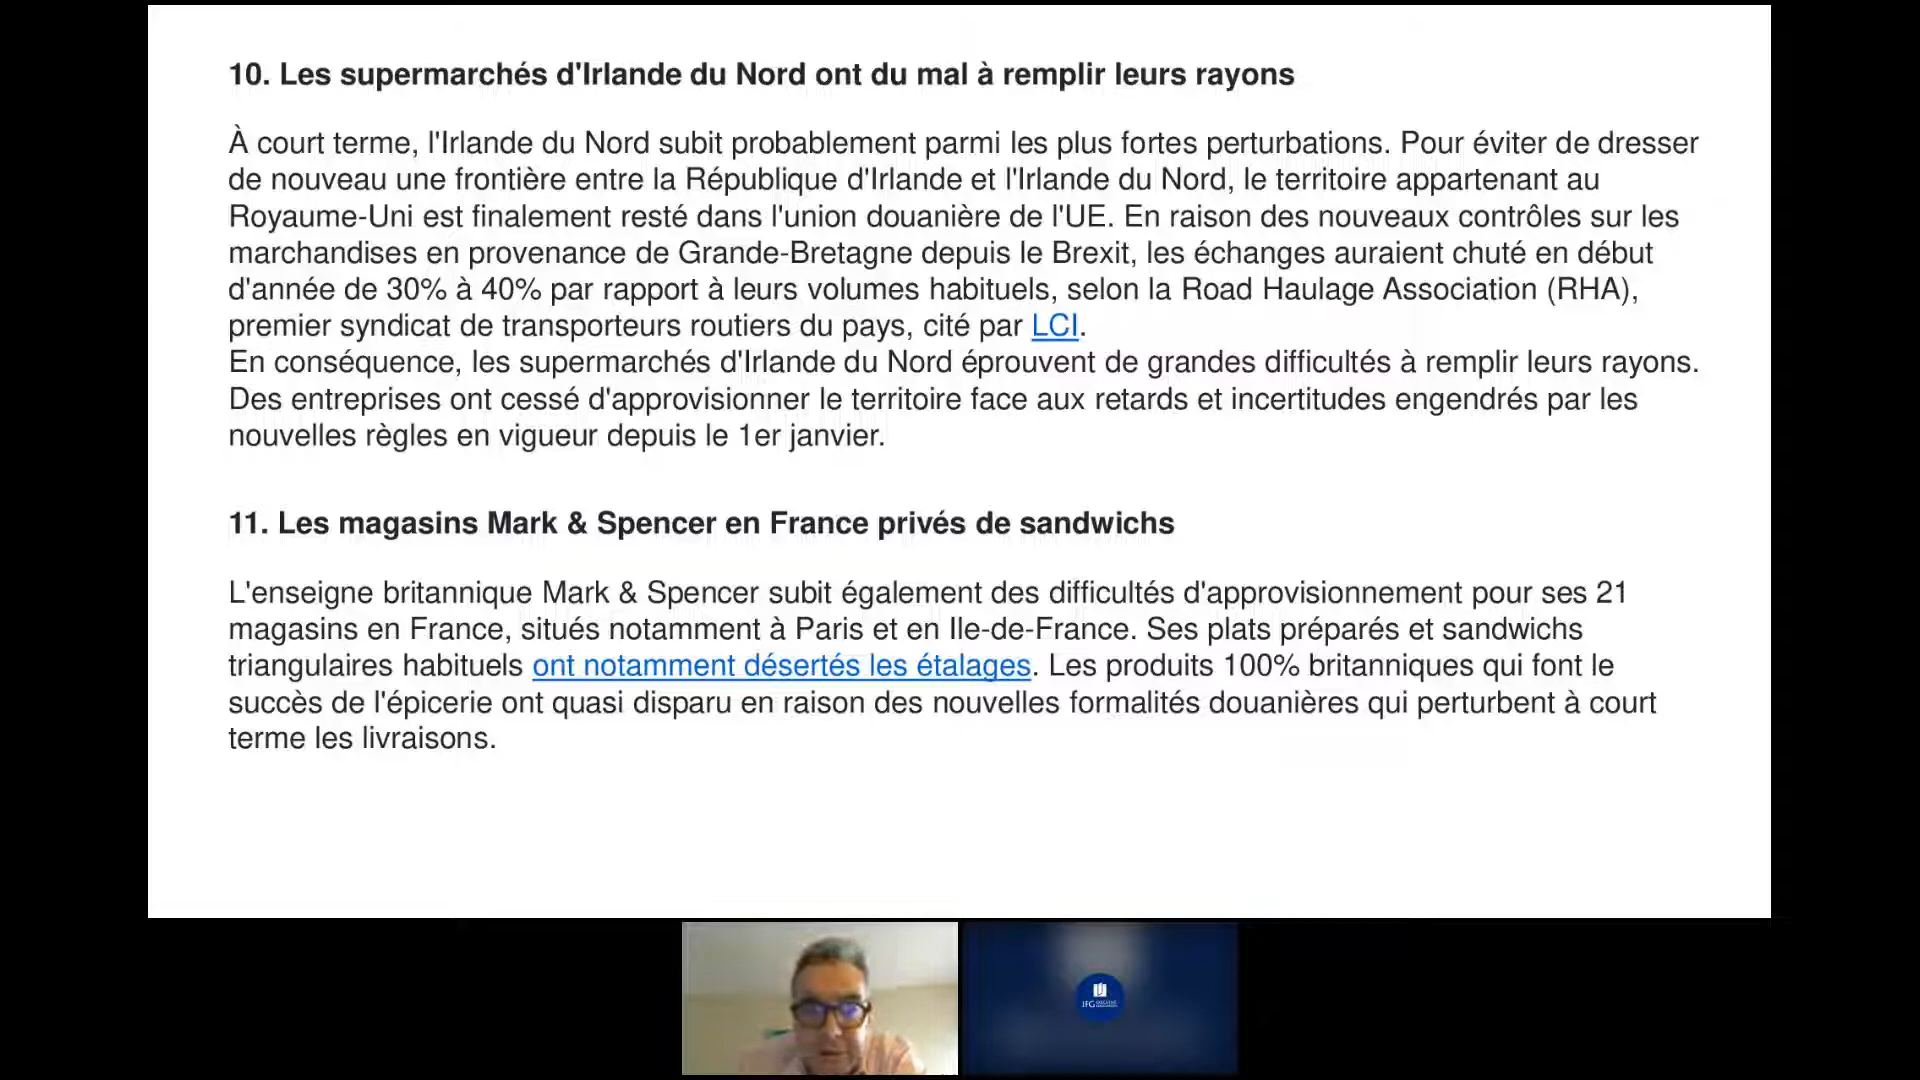 10. Les supermarchés d'Irlande du Nord ont du mal à remplir leurs rayons
À court terme, l'Irlande du Nord subit probablement parmi les plus fortes perturbations. Pour éviter de dresser
de nouveau une frontière entre la République d'Irlande et l'Irlande du Nord, le territoire appartenant au
Royaume-Uni est finalement resté dans l'union douanière de l'UE. En raison des nouveaux contrôles sur les
marchandises en provenance de Grande-Bretagne depuis le Brexit, les échanges auraient chuté en début
d'année de 30% à 40% par rapport à leurs volumes habituels, selon la Road Haulage Association (RHA),
premier syndicat de transporteurs routiers du pays, cité par LCI.
En conséquence, les supermarchés d'Irlande du Nord éprouvent de grandes difficultés à remplir leurs rayons.
Des entreprises ont cessé d'approvisionner le territoire face aux retards et incertitudes engendrés par les
nouvelles règles en vigueur depuis le 1er janvier.
11. Les magasins Mark & Spencer en France privés de sandwichs
L'enseigne britannique Mark & Spencer subit également des difficultés d'approvisionnement pour ses 21
magasins en France, situés notamment à Paris et en Ile-de-France. Ses plats préparés et sandwichs
triangulaires habituels ont notamment désertés les étalages. Les produits 100% britanniques qui font le
succès de l'épicerie ont quasi disparu en raison des nouvelles formalités douanières qui perturbent à court
terme les livraisons.